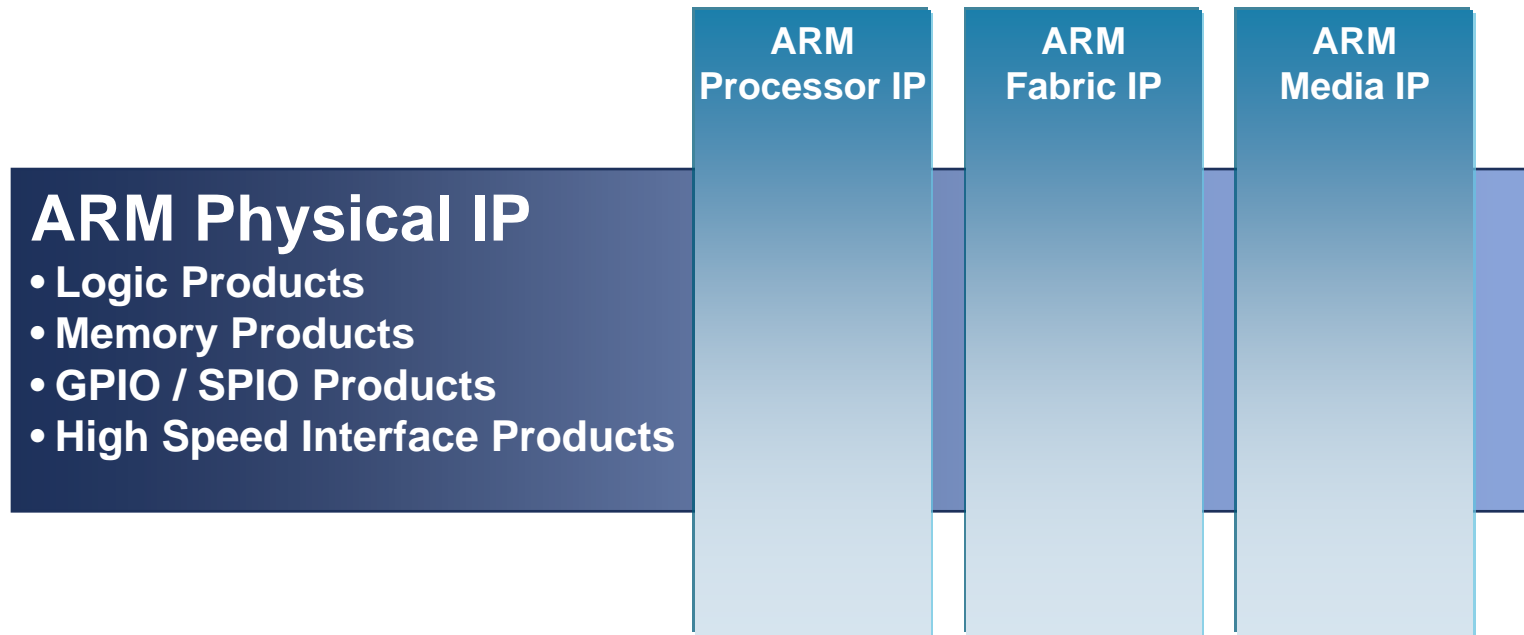 ARM
Processor IP
ARM
Fabric IP
ARM
Media IP
ARM Physical IP
• Logic Products
• Memory Products
• GPIO / SPIO Products
• High Speed Interface Products